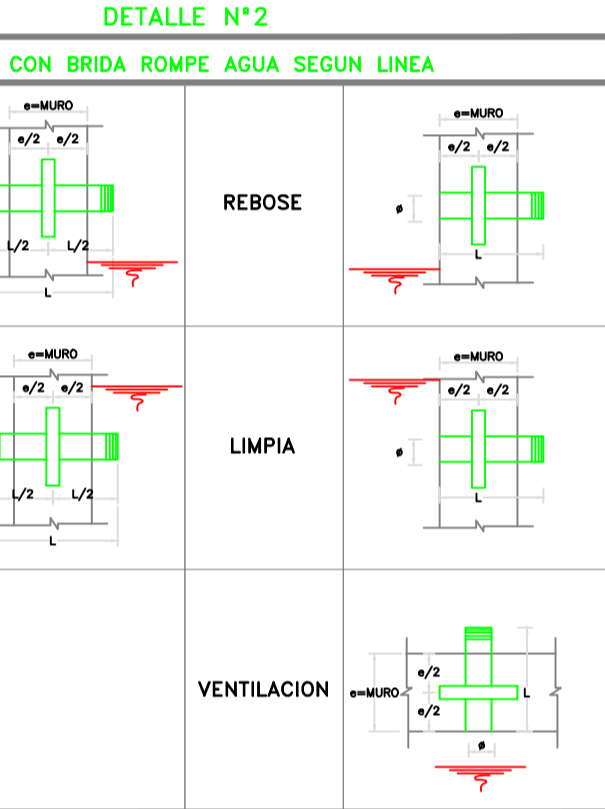 DETALLE N°2
CON BRIDA ROMPE AGUA SEGUN LINEA
e=MURO
e/2 e/2
L/2 L/2
L
REBOSE
e=MURO
e/2 e/2
ø
L
e=MURO
e/2 e/2
L/2 L/2
L
LIMPIA
e=MURO
e/2 e/2
ø
L
VENTILACION
e=MURO
e/2
e/2
L
ø